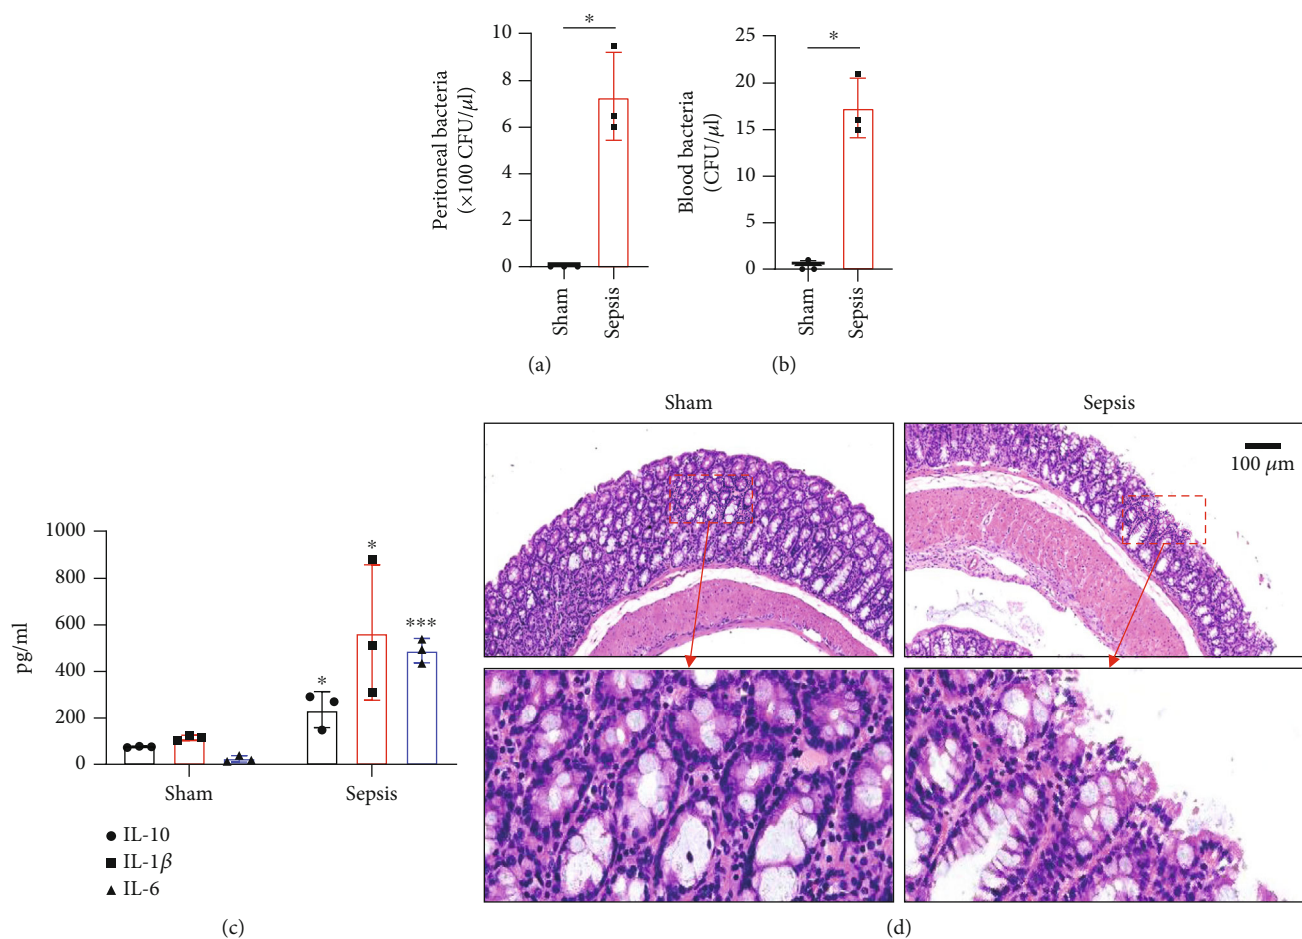 Peritoneal bacteria
(×100 CFU/μl)
10
8
6
4
2
0
*
Sham
Sepsis
(a)
Blood bacteria
(CFU/μl)
25
20
15
10
5
0
*
Sham
Sepsis
(b)
pg/ml
1000
800
600
400
200
0
*
*
***
Sham
Sepsis
IL-10
IL-1β
IL-6
(c)
Sham
Sepsis
100 μm
(d)